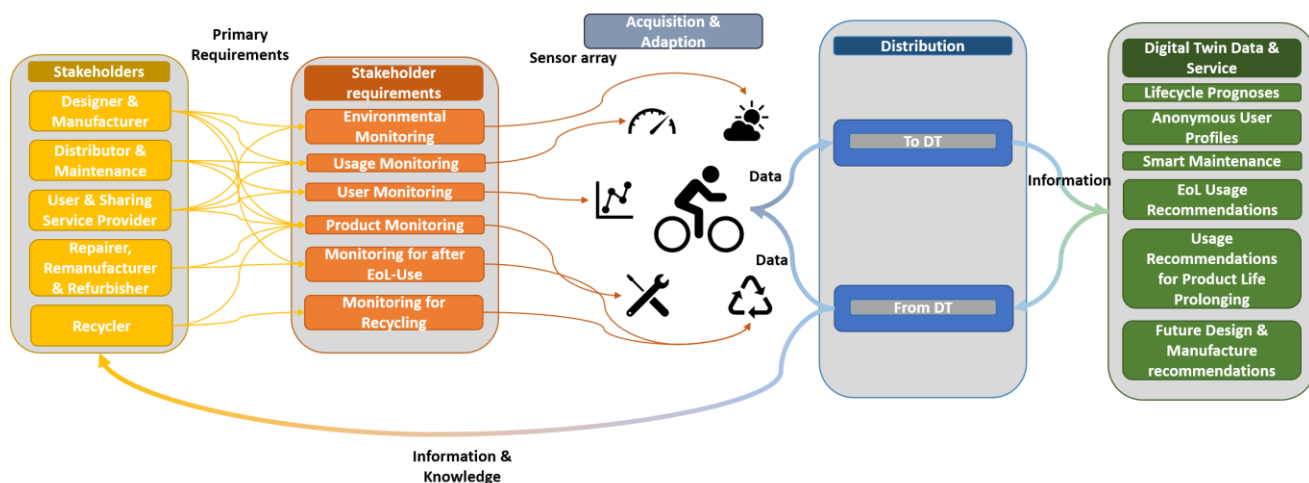 Primary
Requirements
Stakeholders
Designer &
Manufacturer
Distributor &
Maintenance
User & Sharing
Service Provider
Repairer,
Remanufacturer
& Refurbisher
Recycler
Stakeholder
requirements
Environmental
Monitoring
Usage Monitoring
User Monitoring
Product Monitoring
Monitoring for after
EoL-Use
Monitoring for
Recycling
Sensor array
Acquisition &
Adaption
Data
Data
Distribution
To DT
From DT
Information
Digital Twin Data &
Service
Lifecycle Prognoses
Anonymous User
Profiles
Smart Maintenance
EoL Usage
Recommendations
Usage
Recommendations
for Product Life
Prolonging
Future Design &
Manufacture
recommendations
Information &
Knowledge